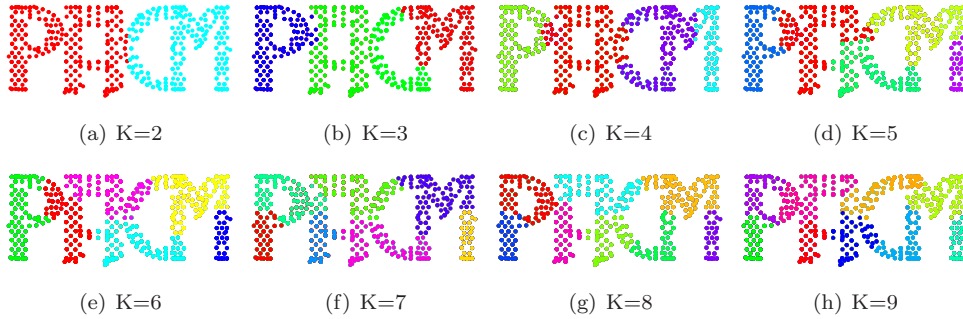 (a) K=2
(b) K=3
(c) K=4
(d) K=5
(e) K=6
(f) K=7
(g) K=8
(h) K=9